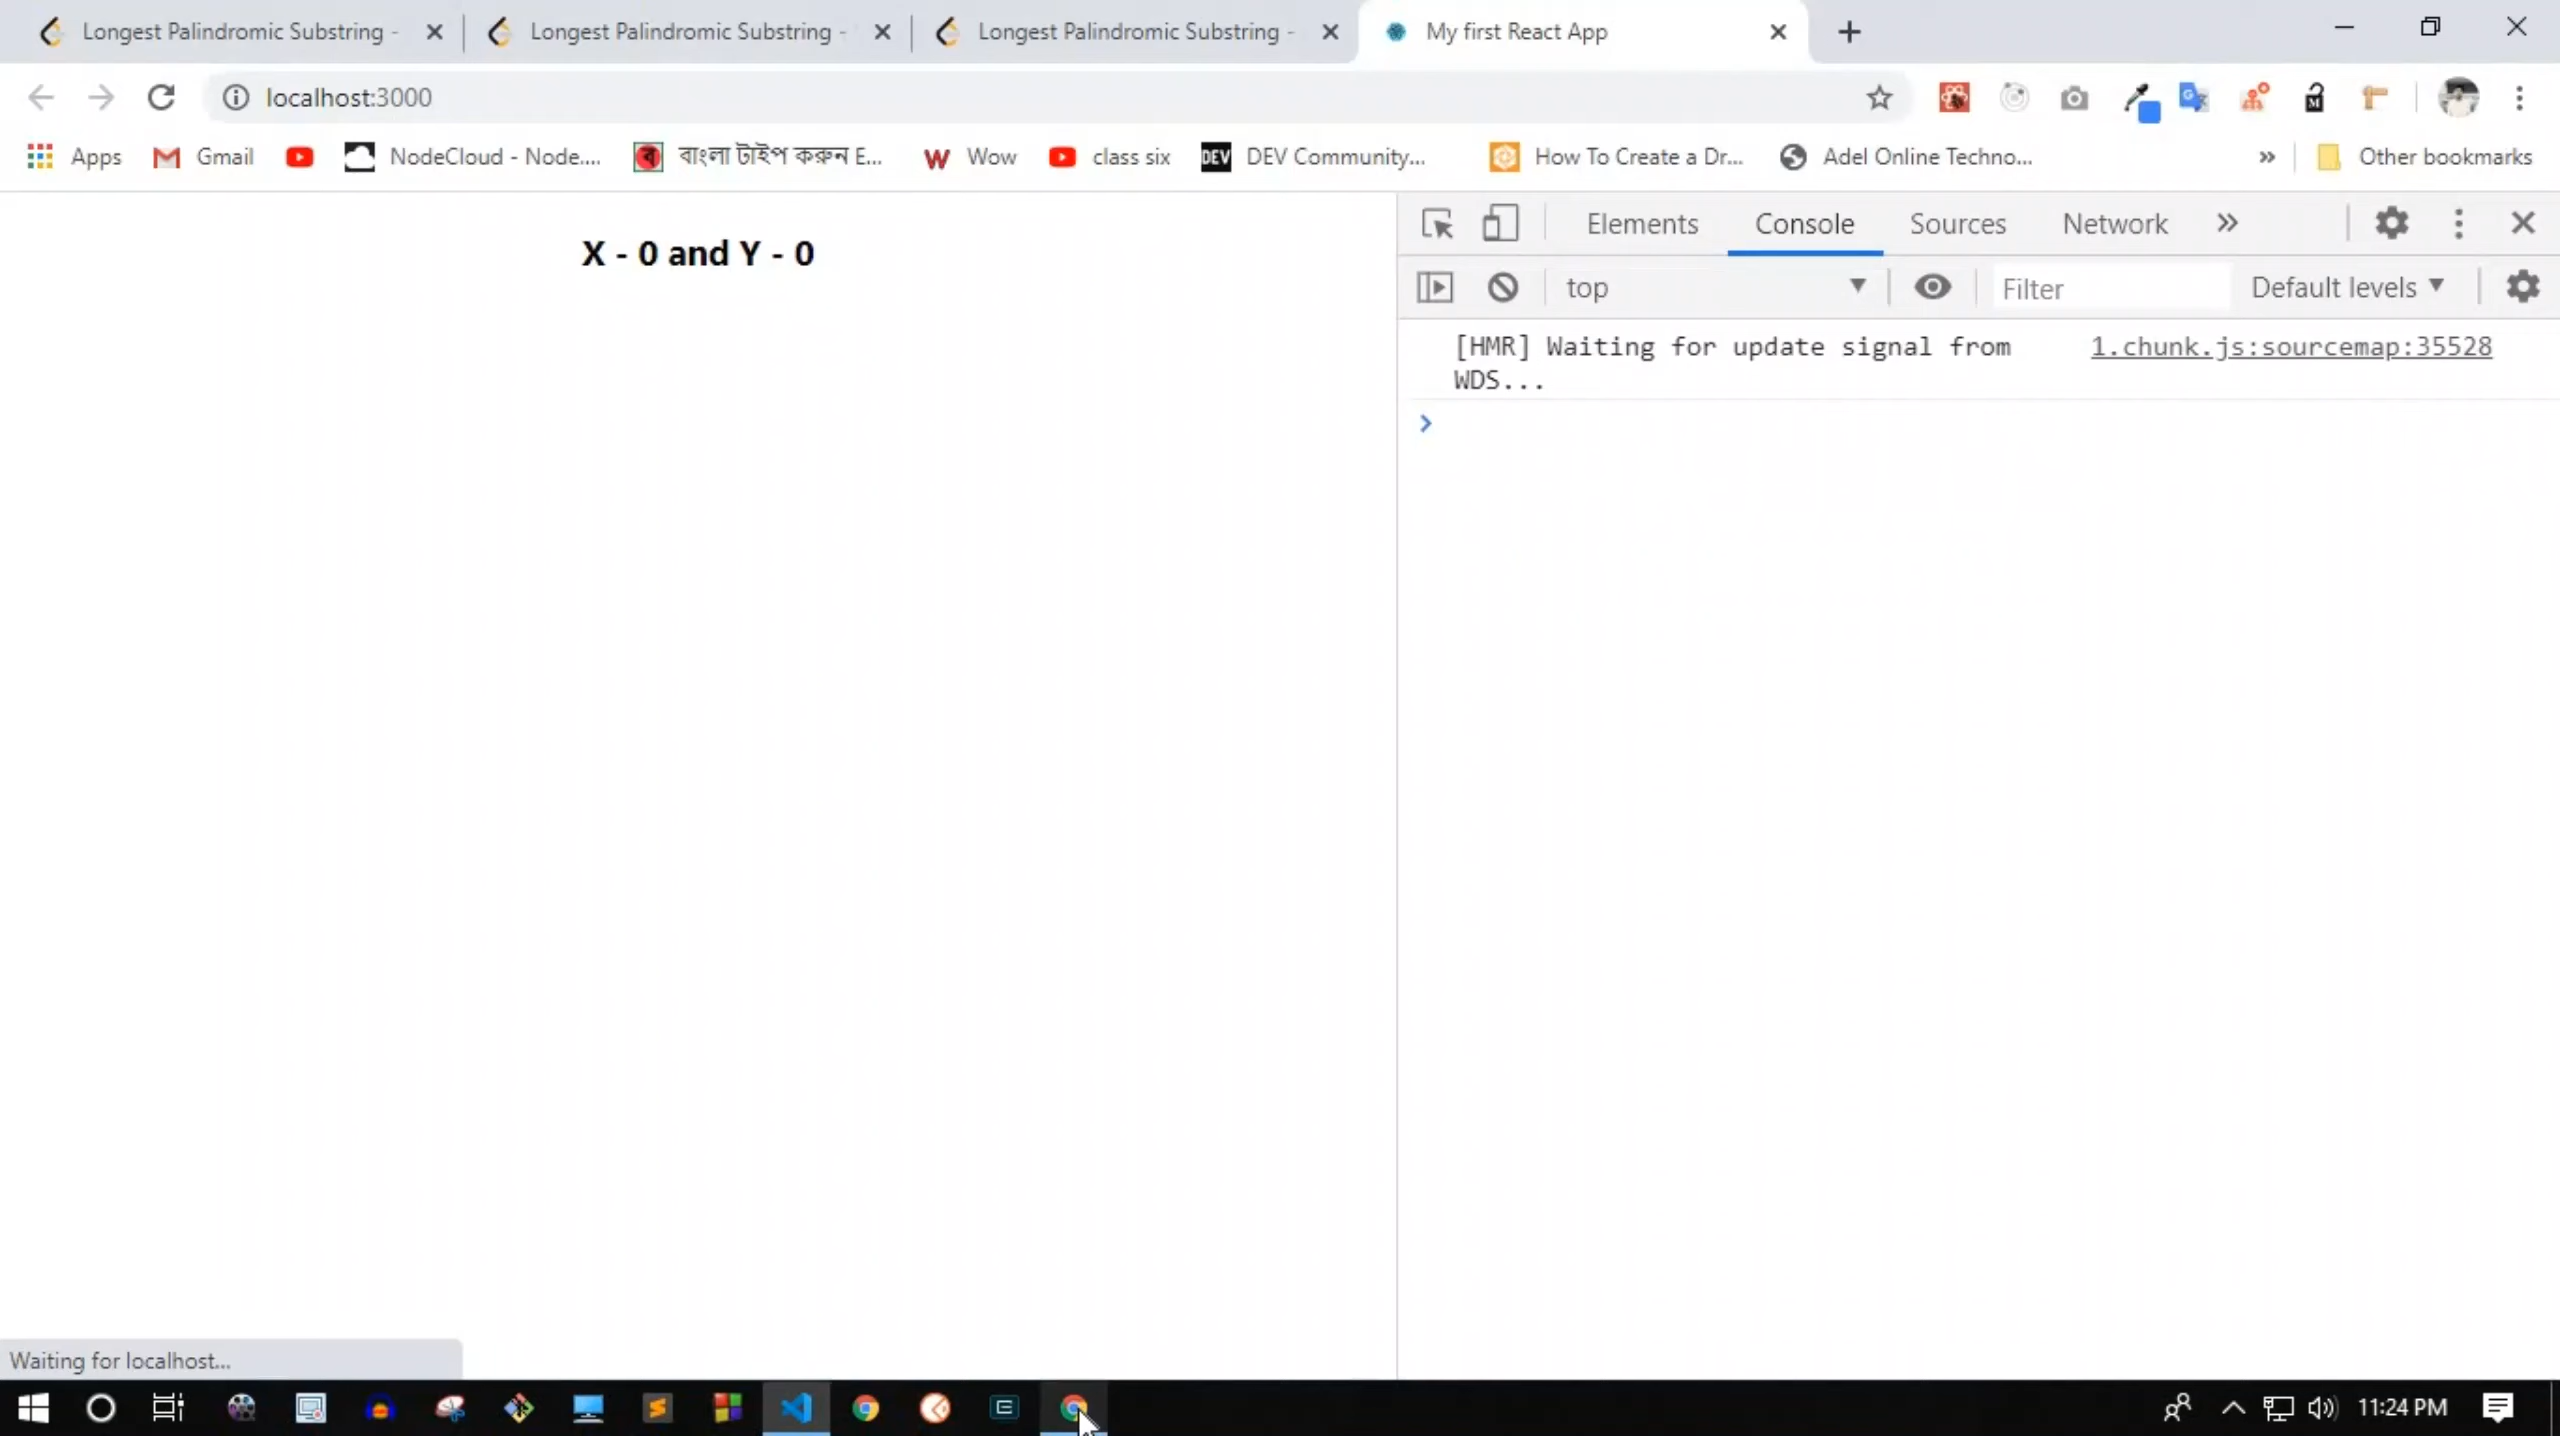 Longest Palindromic Substring -
Longest Palindromic Substring -
Longest Palindromic Substring -
My first React App
localhost:3000
Apps
Gmail
NodeCloud - Node....
বাংলা টাইপ করুন E...
Wow
class six
DEV
DEV Community...
How To Create a Dr...
Adel Online Techno...
Other bookmarks
X - 0 and Y - 0
Elements
Console
Sources
Network
top
Filter
Default levels
[HMR] Waiting for update signal from
WDS...
1.chunk.js:sourcemap:35528
Waiting for localhost...
11:24 PM